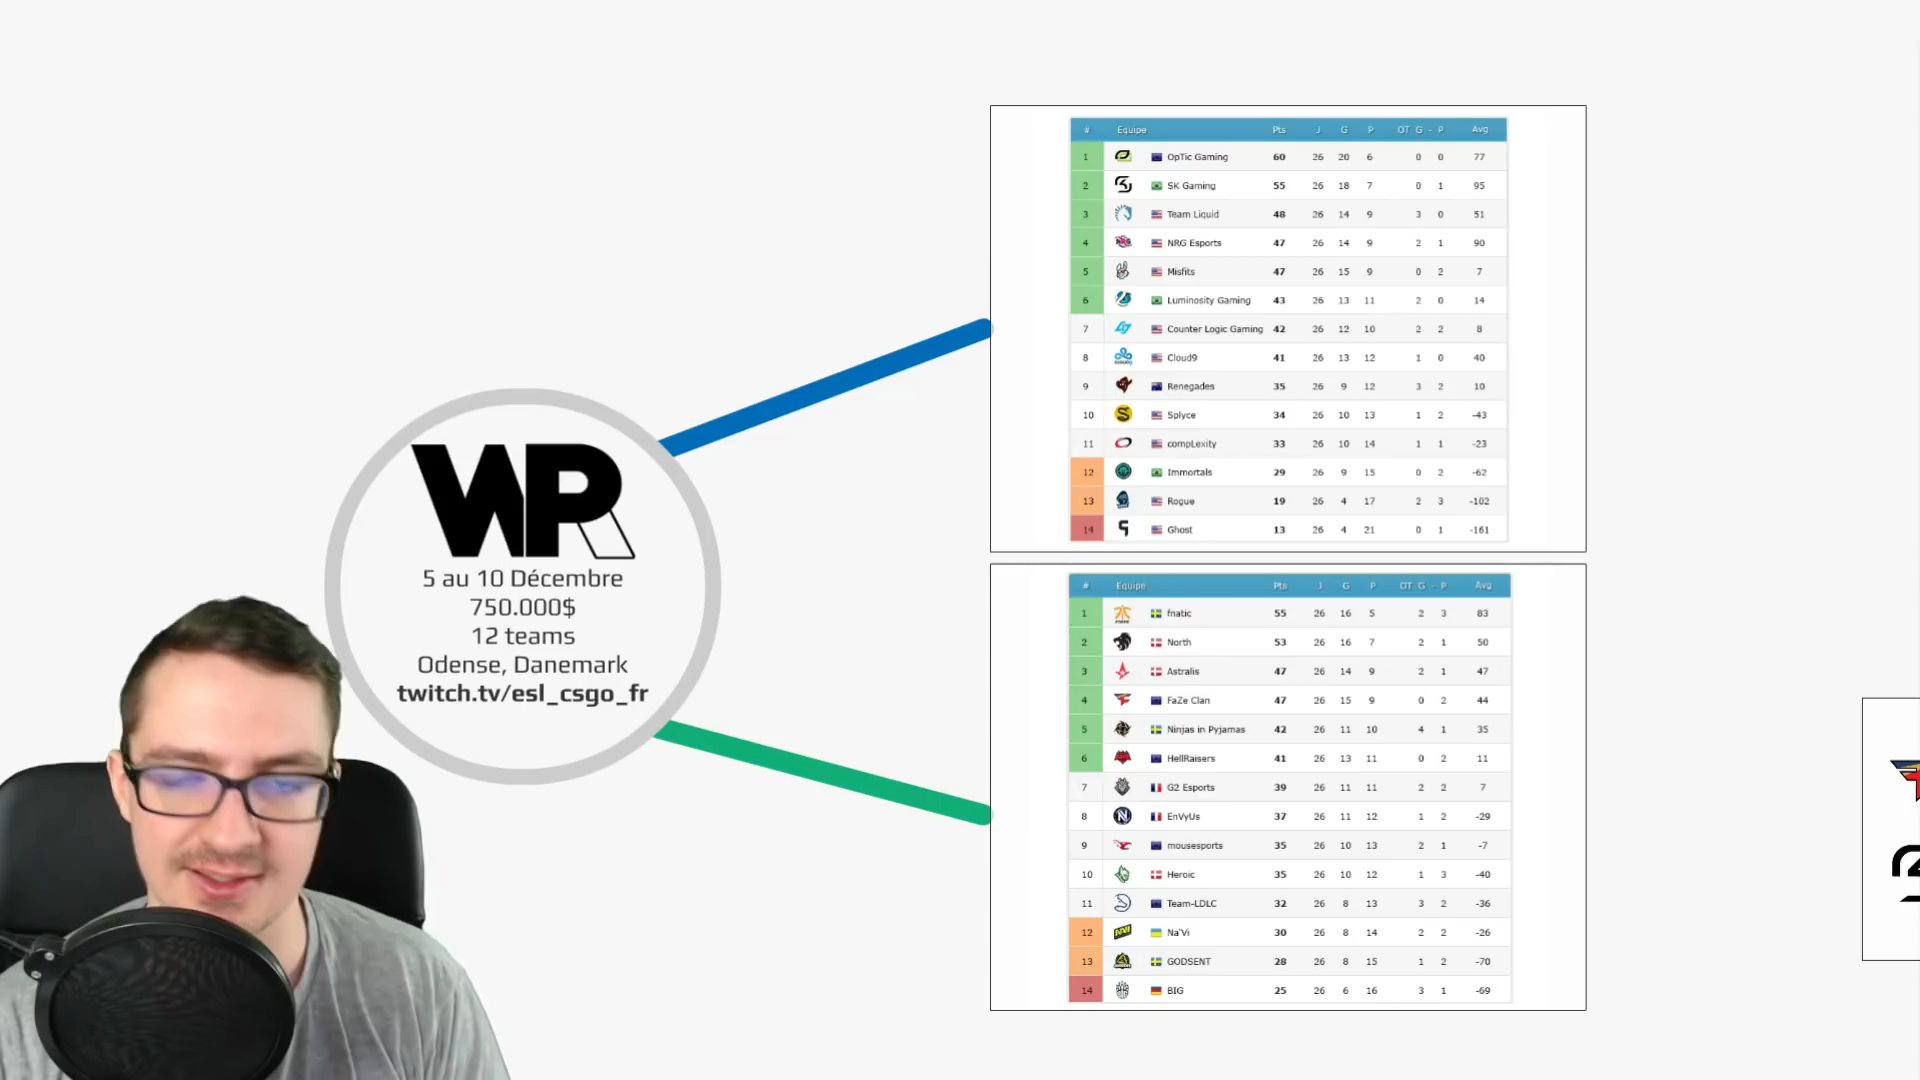 WPR
5 au 10 Décembre
750.000$
12 teams
Odense, Danemark
twitch.tv/esl_csgo_fr
# Equipe Pts J G P OT G - P Avg
1 OpTic Gaming 60 26 20 6 0 0 77
2 SK Gaming 55 26 18 7 0 1 95
3 Team Liquid 48 26 14 9 3 0 51
4 NRG Esports 47 26 14 9 2 1 90
5 Misfits 47 26 15 9 0 2 7
6 Luminosity Gaming 43 26 13 11 2 0 14
7 Counter Logic Gaming 42 26 12 10 2 2 8
8 Cloud9 41 26 13 12 1 0 40
9 Renegades 35 26 9 12 3 2 10
10 Splyce 34 26 10 13 1 2 -43
11 compLexity 33 26 10 14 1 1 -23
12 Immortals 29 26 9 15 0 2 -62
13 Rogue 19 26 4 17 2 3 -102
14 Ghost 13 26 4 21 0 1 -161
# Equipe Pts J G P OT G - P Avg
1 fnatic 55 26 16 5 2 3 83
2 North 53 26 16 7 2 1 50
3 Astralis 47 26 14 9 2 1 47
4 FaZe Clan 47 26 15 9 0 2 44
5 Ninjas in Pyjamas 42 26 11 10 4 1 35
6 HellRaisers 41 26 13 11 0 2 11
7 G2 Esports 39 26 11 11 2 2 7
8 EnVyUs 37 26 11 12 1 2 -29
9 mousesports 35 26 10 13 2 1 -7
10 Heroic 35 26 10 12 1 3 -40
11 Team-LDLC 32 26 8 13 3 2 -36
12 Na`Vi 30 26 8 14 2 2 -26
13 GODSENT 28 26 8 15 1 2 -70
14 BIG 25 26 6 16 3 1 -69